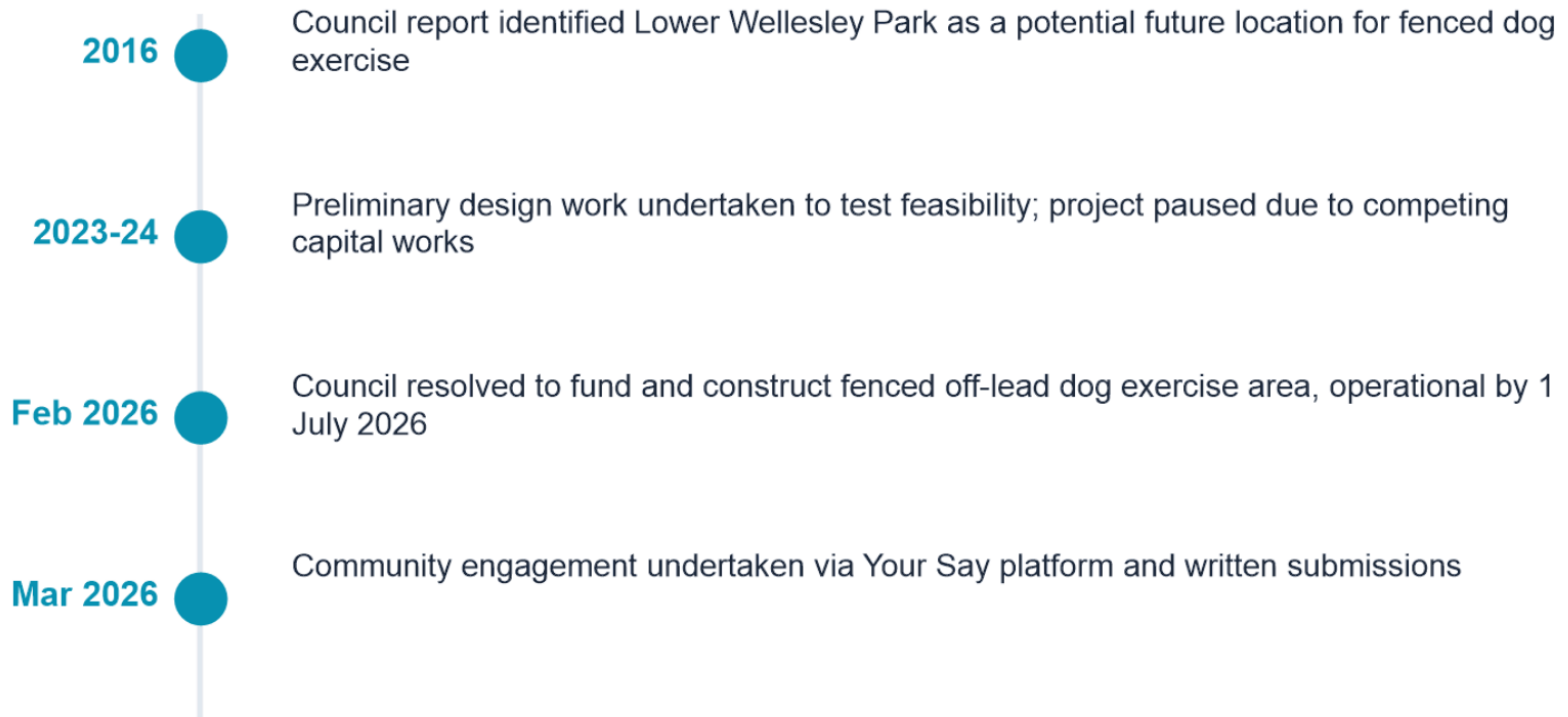 2016
Council report identified Lower Wellesley Park as a potential future location for fenced dog
exercise
2023-24
Preliminary design work undertaken to test feasibility; project paused due to competing
capital works
Feb 2026
Council resolved to fund and construct fenced off-lead dog exercise area, operational by 1
July 2026
Mar 2026
Community engagement undertaken via Your Say platform and written submissions